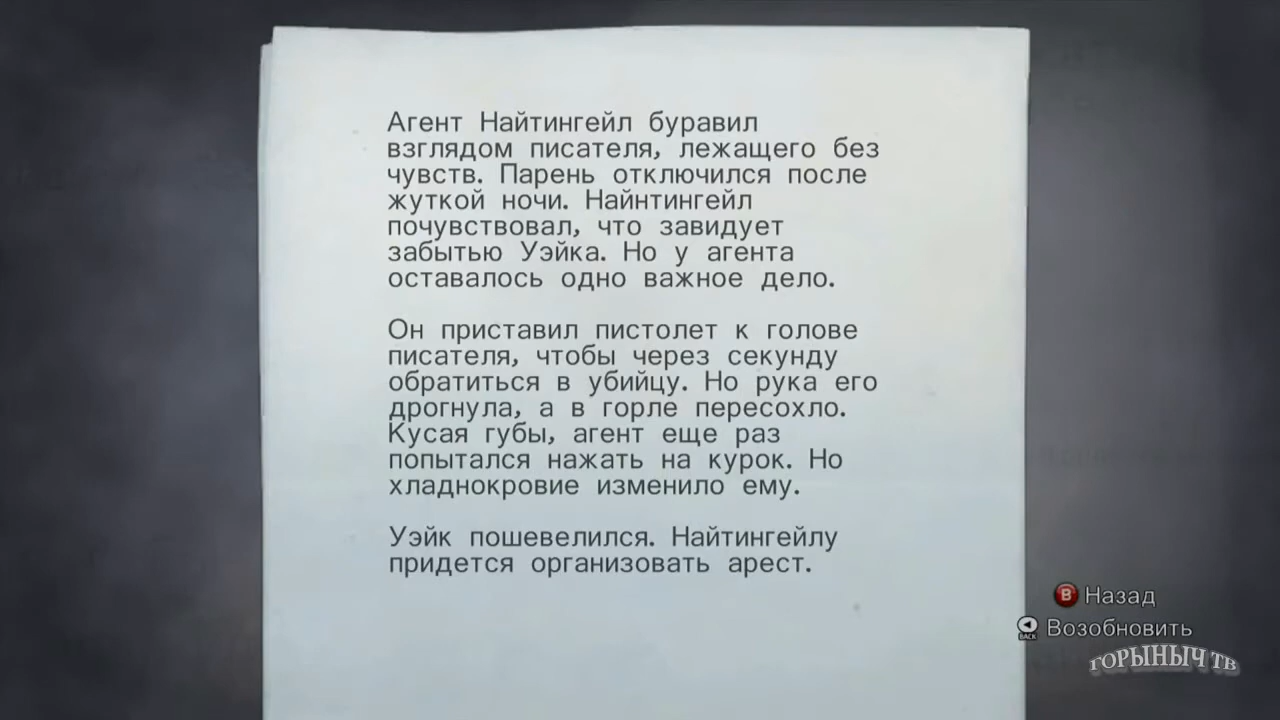 Агент Найтингейл буравил
взглядом писателя, лежащего без
чувств. Парень отключился после
жуткой ночи. Найнтингейл
почувствовал, что завидует
забытью Уэйка. Но у агента
оставалось одно важное дело.
Он приставил пистолет к голове
писателя, чтобы через секунду
обратиться в убийцу. Но рука его
дрогнула, а в горле пересохло.
Кусая губы, агент еще раз
попытался нажать на курок. Но
хладнокровие изменило ему.
Уэйк пошевелился. Найтингейлу
придется организовать арест.
B Назад
BACK Возобновить
ГОРЫНЫЧ ТВ